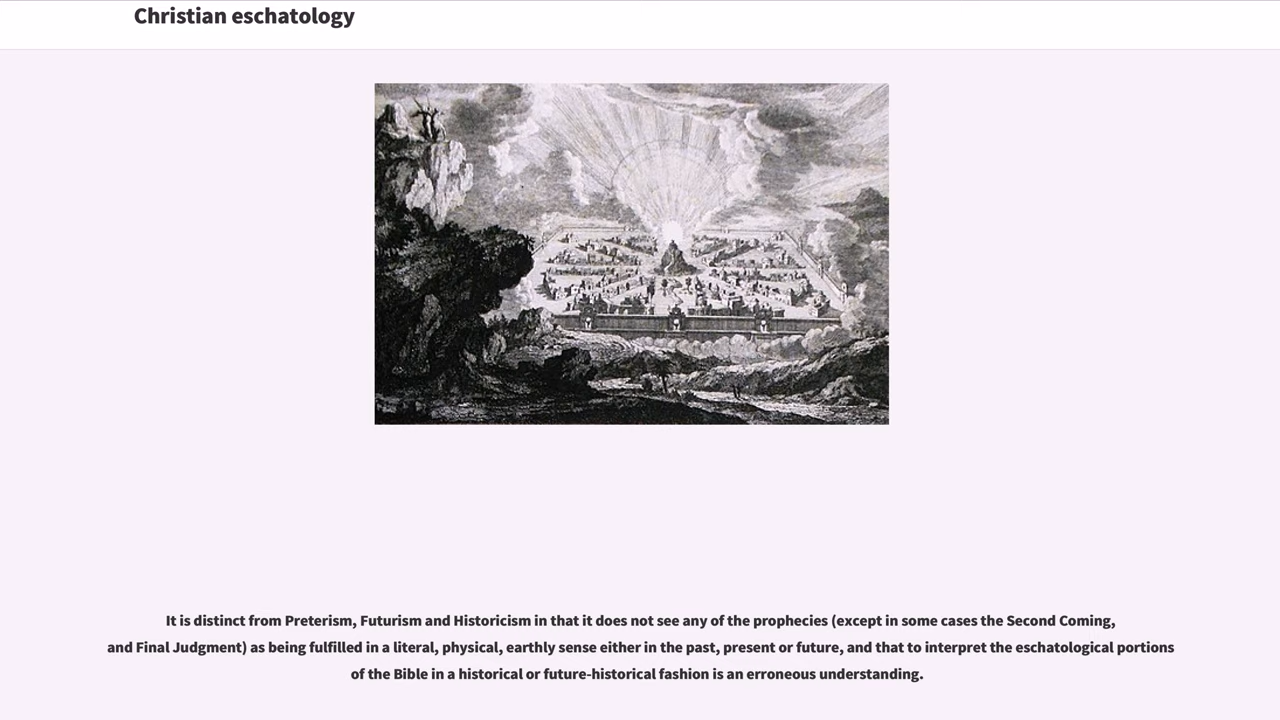 Christian eschatology
It is distinct from Preterism, Futurism and Historicism in that it does not see any of the prophecies (except in some cases the Second Coming,
and Final Judgment) as being fulfilled in a literal, physical, earthly sense either in the past, present or future, and that to interpret the eschatological portions
of the Bible in a historical or future-historical fashion is an erroneous understanding.